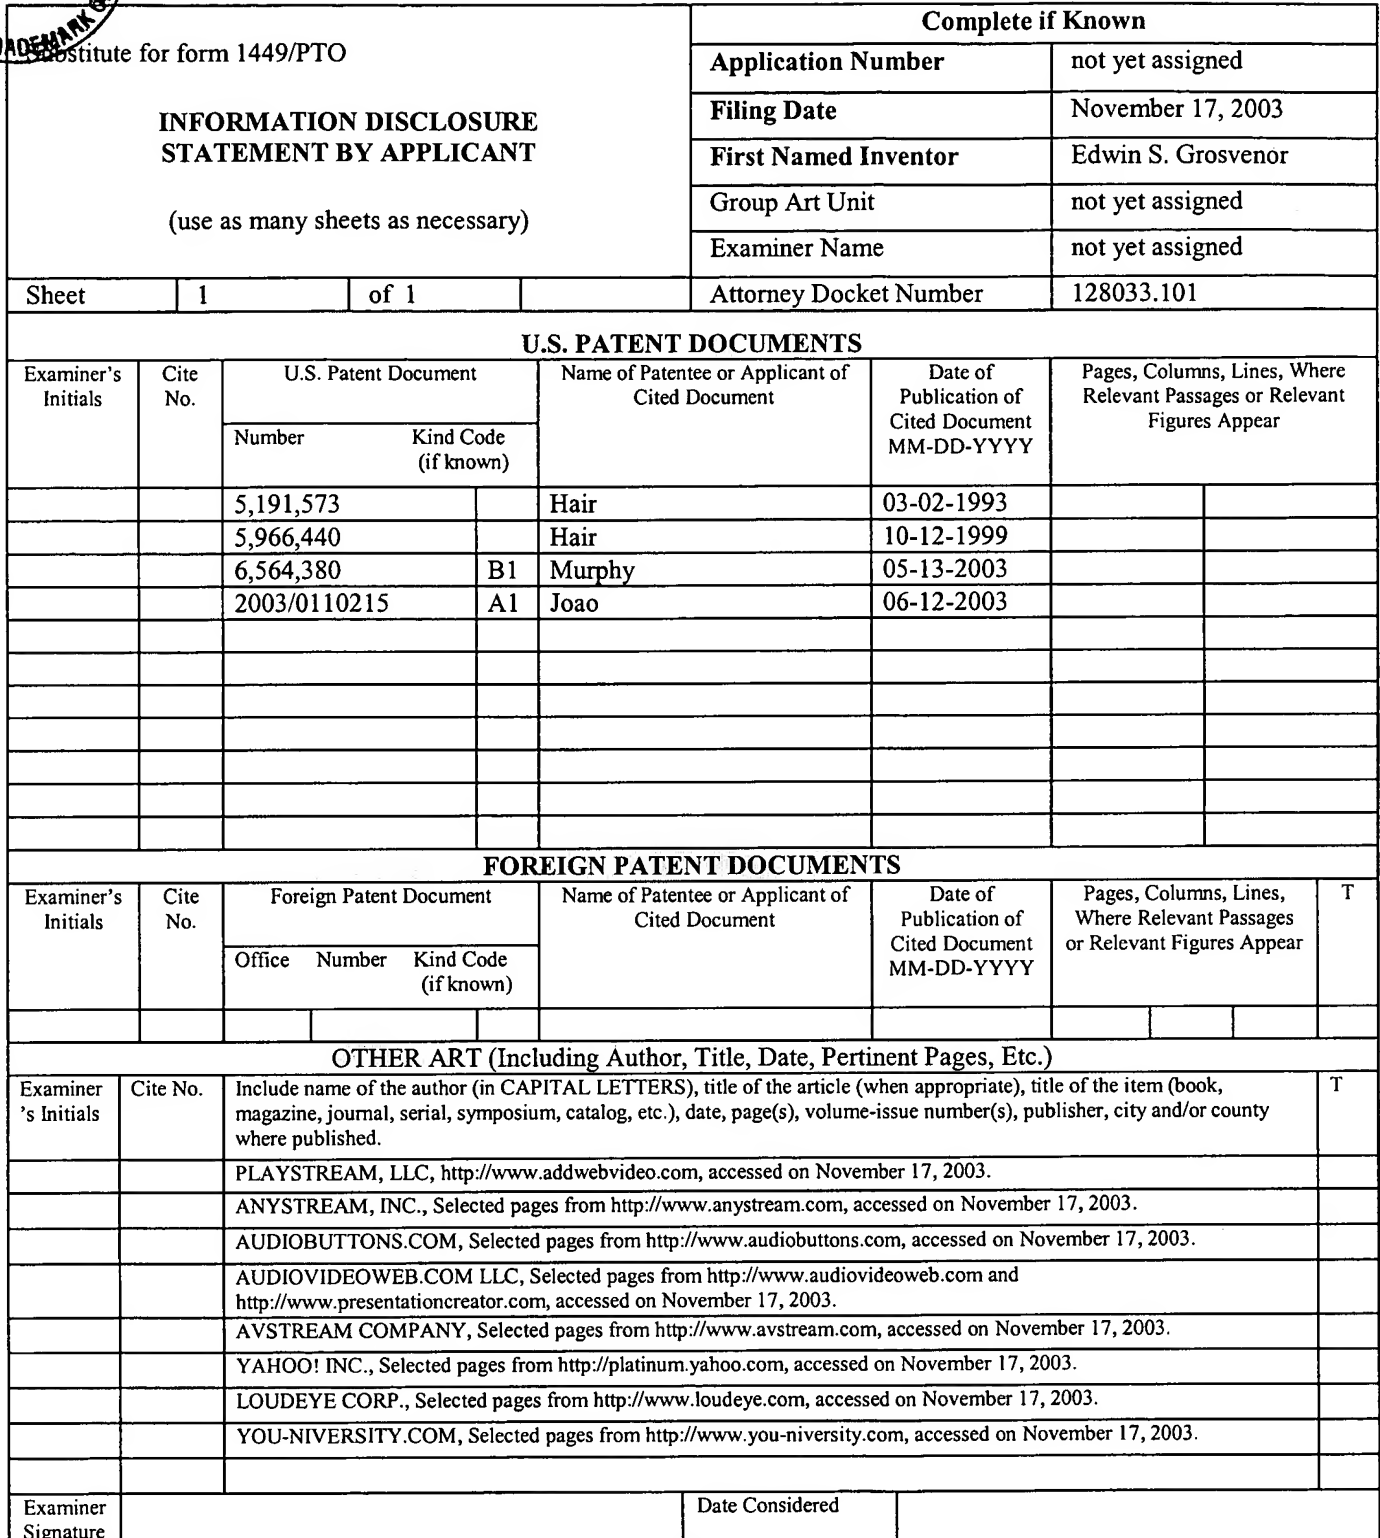 TRADEMARK
Substitute for form 1449/PTO
INFORMATION DISCLOSURE
STATEMENT BY APPLICANT
(use as many sheets as necessary)
Sheet 1 of 1
Complete if Known
Application Number not yet assigned
Filing Date November 17, 2003
First Named Inventor Edwin S. Grosvenor
Group Art Unit not yet assigned
Examiner Name not yet assigned
Attorney Docket Number 128033.101
U.S. PATENT DOCUMENTS
Examiner's
Initials
Cite
No.
U.S. Patent Document
Number Kind Code
(if known)
Name of Patentee or Applicant of
Cited Document
Date of
Publication of
Cited Document
MM-DD-YYYY
Pages, Columns, Lines, Where
Relevant Passages or Relevant
Figures Appear
5,191,573 Hair 03-02-1993
5,966,440 Hair 10-12-1999
6,564,380 B1 Murphy 05-13-2003
2003/0110215 A1 Joao 06-12-2003
FOREIGN PATENT DOCUMENTS
Examiner's
Initials
Cite
No.
Foreign Patent Document
Office Number Kind Code
(if known)
Name of Patentee or Applicant of
Cited Document
Date of
Publication of
Cited Document
MM-DD-YYYY
Pages, Columns, Lines,
Where Relevant Passages
or Relevant Figures Appear
T
OTHER ART (Including Author, Title, Date, Pertinent Pages, Etc.)
Examiner
's Initials
Cite No.
Include name of the author (in CAPITAL LETTERS), title of the article (when appropriate), title of the item (book,
magazine, journal, serial, symposium, catalog, etc.), date, page(s), volume-issue number(s), publisher, city and/or county
where published.
T
PLAYSTREAM, LLC, http://www.addwebvideo.com, accessed on November 17, 2003.
ANYSTREAM, INC., Selected pages from http://www.anystream.com, accessed on November 17, 2003.
AUDIOBUTTONS.COM, Selected pages from http://www.audiobuttons.com, accessed on November 17, 2003.
AUDIOVIDEOWEB.COM LLC, Selected pages from http://www.audiovideoweb.com and
http://www.presentationcreator.com, accessed on November 17, 2003.
AVSTREAM COMPANY, Selected pages from http://www.avstream.com, accessed on November 17, 2003.
YAHOO! INC., Selected pages from http://platinum.yahoo.com, accessed on November 17, 2003.
LOUDEYE CORP., Selected pages from http://www.loudeye.com, accessed on November 17, 2003.
YOU-NIVERSITY.COM, Selected pages from http://www.you-niversity.com, accessed on November 17, 2003.
Examiner
Signature
Date Considered